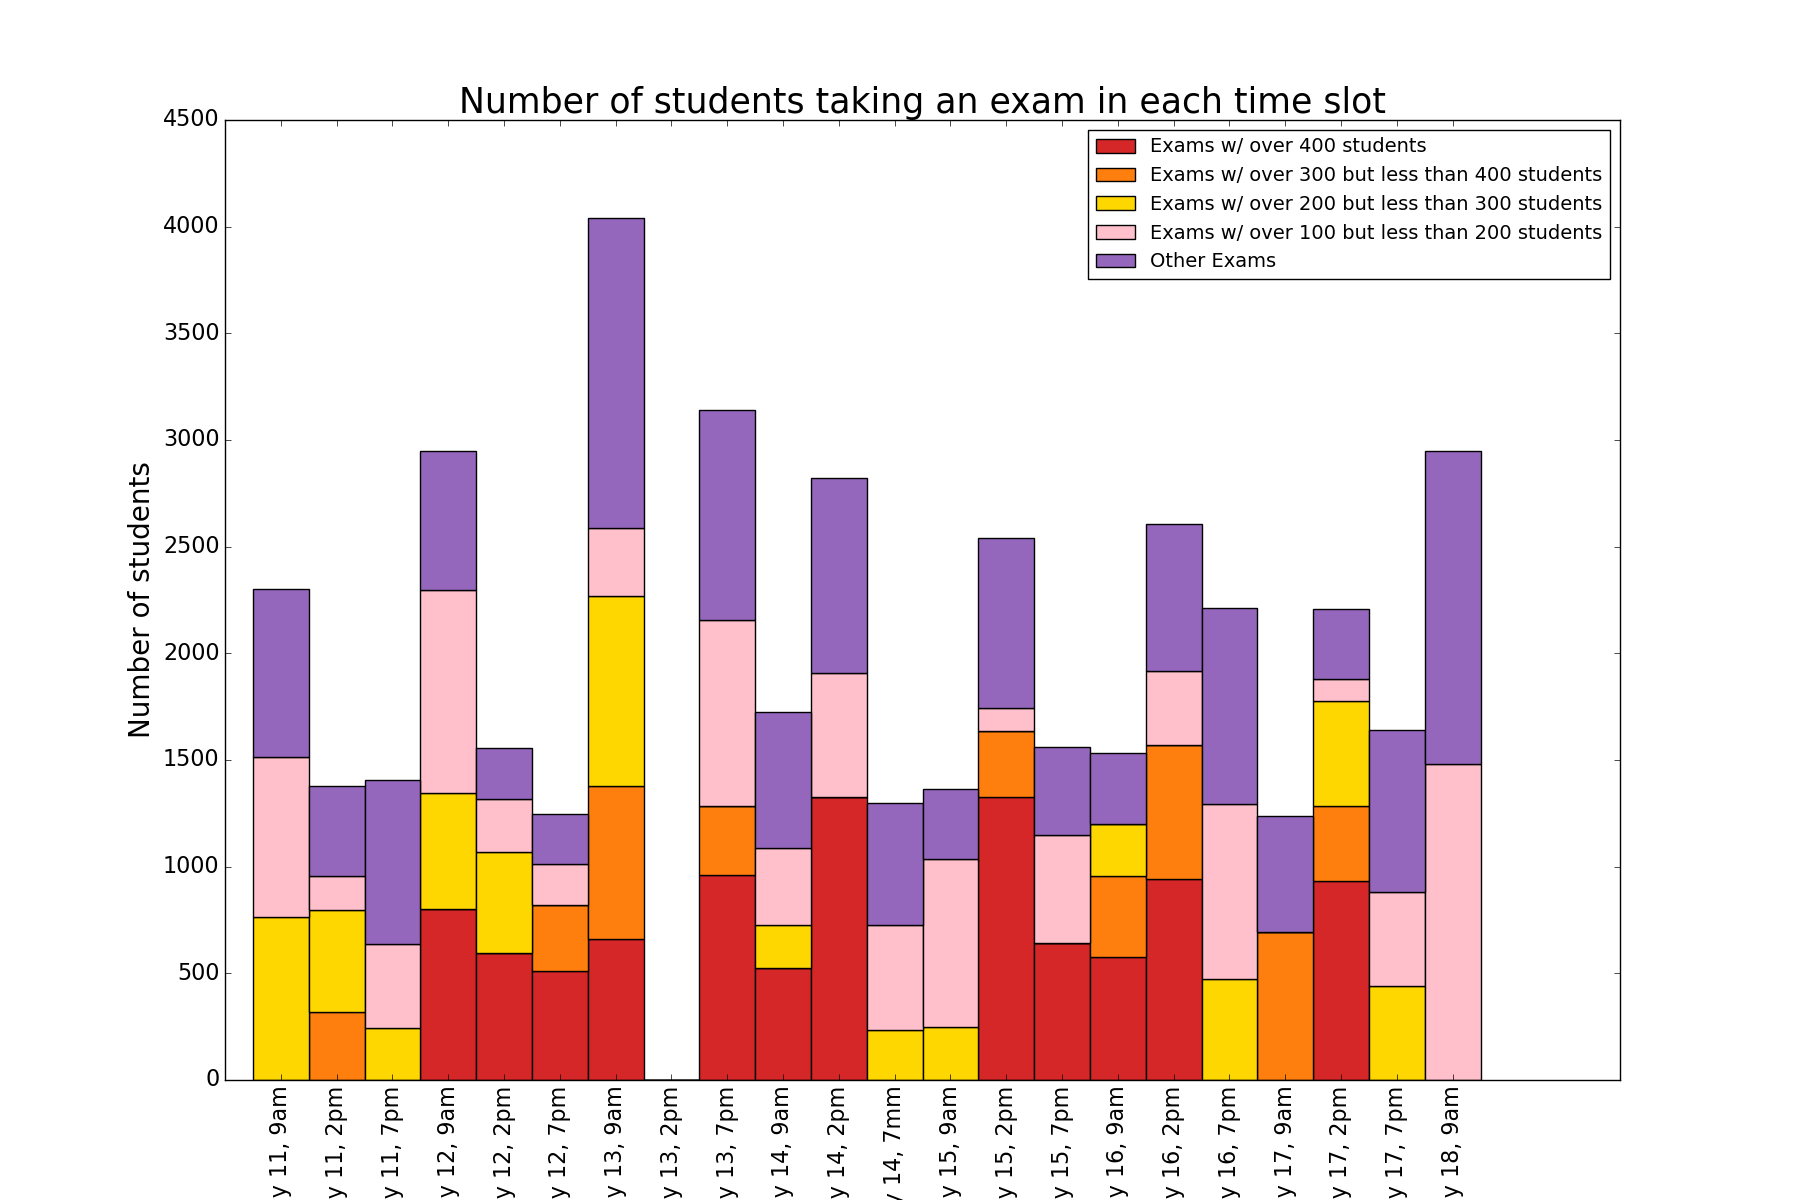 Number of students taking an exam in each time slot
Exams w/ over 400 students
Exams w/ over 300 but less than 400 students
Exams w/ over 200 but less than 300 students
Exams w/ over 100 but less than 200 students
Other Exams
Number of students
4500
4000
3500
3000
2500
2000
1500
1000
500
0
y 11, 9am
y 11, 2pm
y 11, 7pm
y 12, 9am
y 12, 2pm
y 12, 7pm
y 13, 9am
y 13, 2pm
y 13, 7pm
y 14, 9am
y 14, 2pm
y 14, 7mm
y 15, 9am
y 15, 2pm
y 15, 7pm
y 16, 9am
y 16, 2pm
y 16, 7pm
y 17, 9am
y 17, 2pm
y 17, 7pm
y 18, 9am